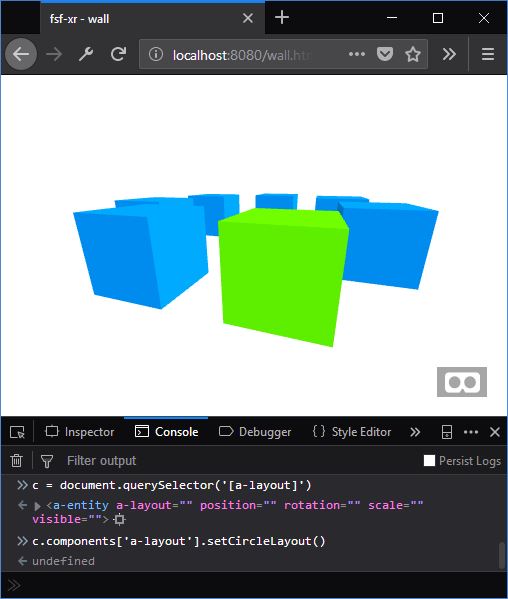 fsf-xr - wall
localhost:8080/wall.htm
Inspector Console Debugger Style Editor
Filter output Persist Logs
c = document.querySelector('[a-layout]')
<a-entity a-layout="" position="" rotation="" scale=""
visible="">
c.components['a-layout'].setCircleLayout()
undefined